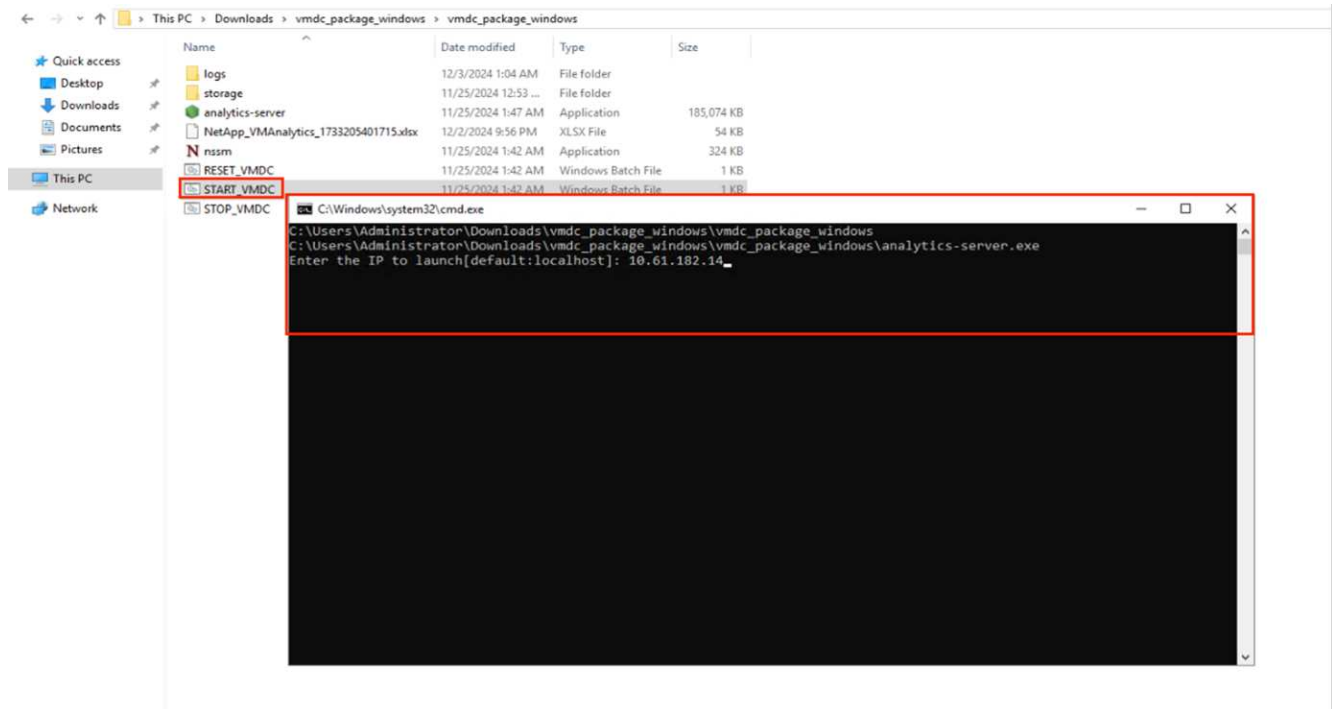 This PC > Downloads > vmdc_package_windows > vmdc_package_windows
Name Date modified Type Size
Quick access
Desktop
Downloads
Documents
Pictures
This PC
Network
logs 12/3/2024 1:04 AM File folder
storage 11/25/2024 12:53 ... File folder
analytics-server 11/25/2024 1:47 AM Application 185,074 KB
NetApp_VMAnalytics_1733205401715.xlsx 12/2/2024 9:56 PM XLSX File 54 KB
nssm 11/25/2024 1:42 AM Application 324 KB
RESET_VMDC 11/25/2024 1:42 AM Windows Batch File 1 KB
START_VMDC 11/25/2024 1:42 AM Windows Batch File 1 KB
STOP_VMDC
C:\Windows\system32\cmd.exe
C:\Users\Administrator\Downloads\vmdc_package_windows\vmdc_package_windows
C:\Users\Administrator\Downloads\vmdc_package_windows\vmdc_package_windows\analytics-server.exe
Enter the IP to launch[default:localhost]: 10.61.182.14_